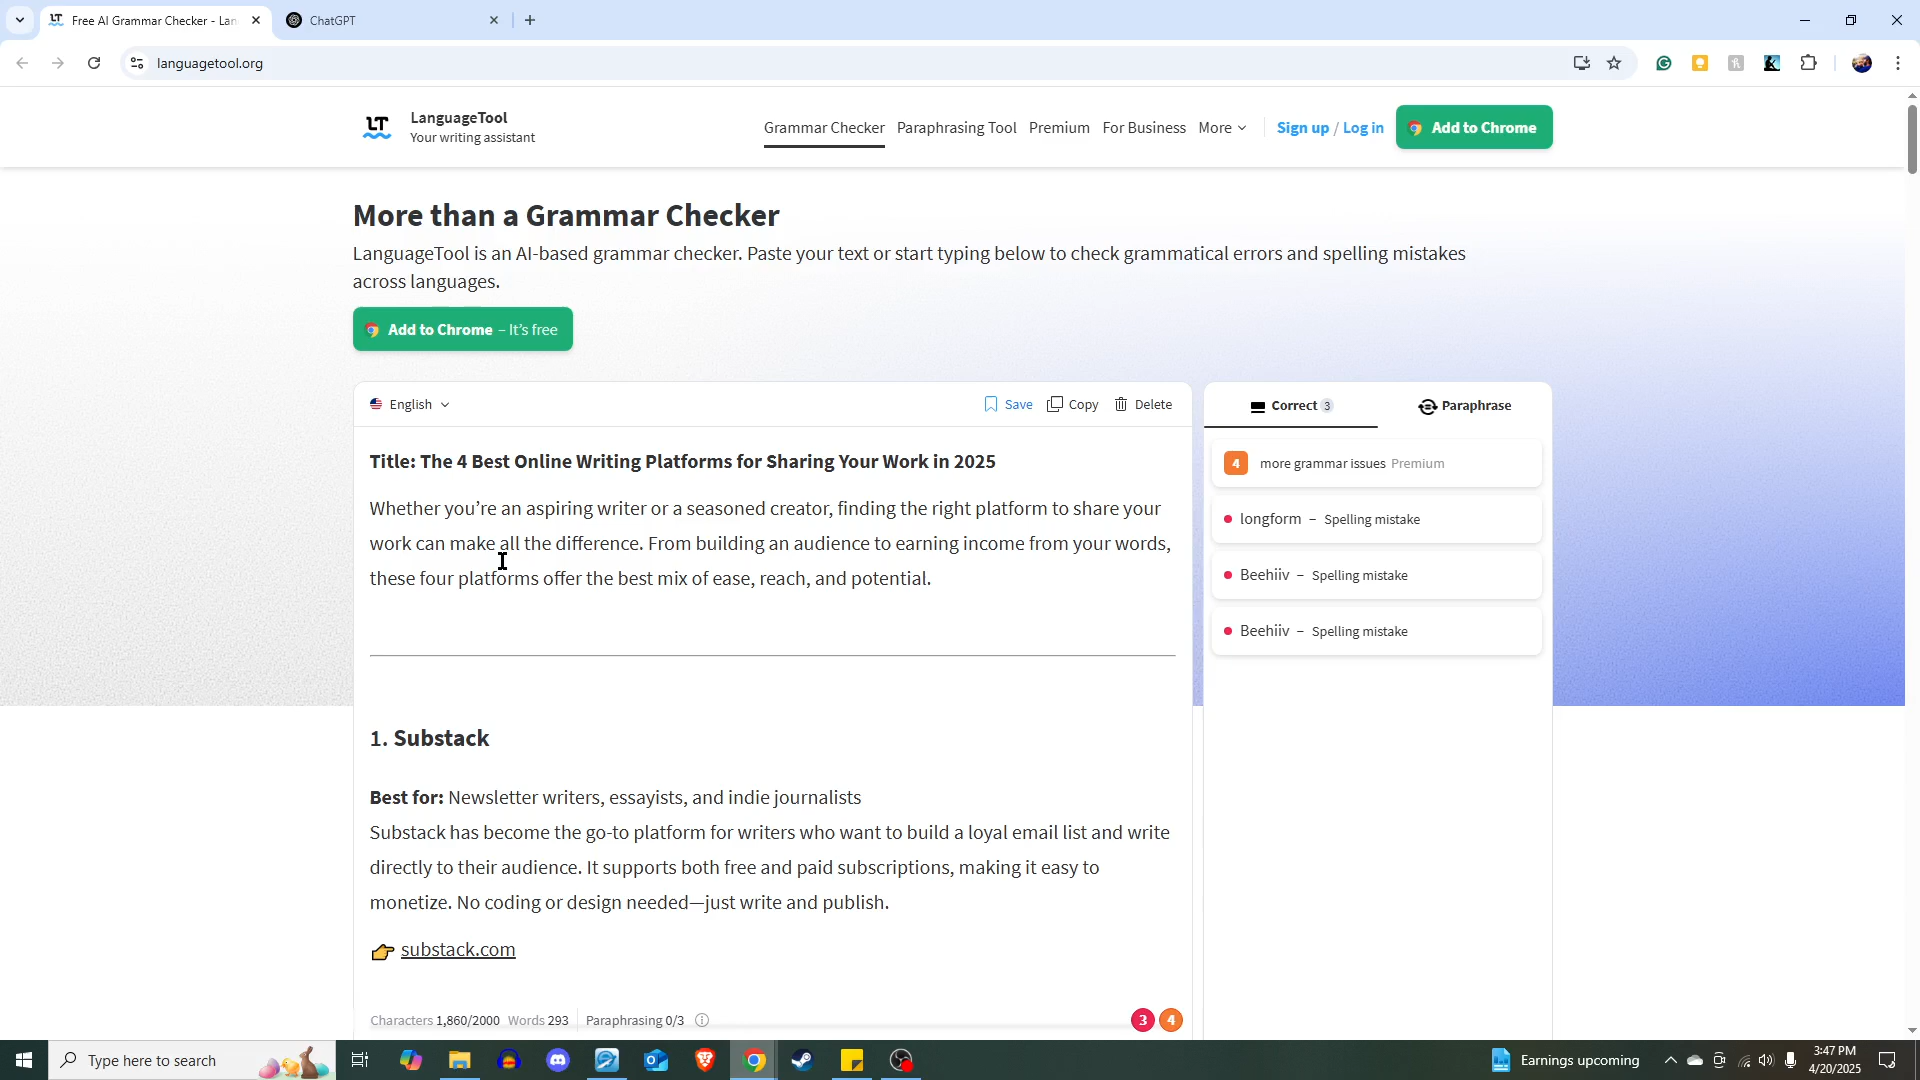 Free AI Grammar Checker - Lan
ChatGPT
languagetool.org
LT
LanguageTool
Your writing assistant
Grammar Checker
Paraphrasing Tool
Premium
For Business
More
Sign up / Log in
Add to Chrome
More than a Grammar Checker
LanguageTool is an AI-based grammar checker. Paste your text or start typing below to check grammatical errors and spelling mistakes
across languages.
Add to Chrome – It's free
English
Save
Copy
Delete
Correct 3
Paraphrase
Title: The 4 Best Online Writing Platforms for Sharing Your Work in 2025
Whether you’re an aspiring writer or a seasoned creator, finding the right platform to share your
work can make all the difference. From building an audience to earning income from your words,
these four platforms offer the best mix of ease, reach, and potential.
4 more grammar issues Premium
longform – Spelling mistake
Beehiiv – Spelling mistake
Beehiiv – Spelling mistake
1. Substack
Best for: Newsletter writers, essayists, and indie journalists
Substack has become the go-to platform for writers who want to build a loyal email list and write
directly to their audience. It supports both free and paid subscriptions, making it easy to
monetize. No coding or design needed—just write and publish.
👉 substack.com
Characters 1,860/2000 Words 293 Paraphrasing 0/3
3 4
Type here to search
Earnings upcoming
3:47 PM
4/20/2025